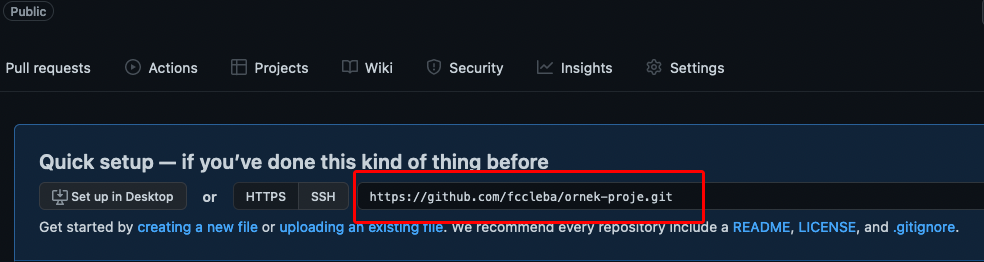 Public
Pull requests Actions Projects Wiki Security Insights Settings
Quick setup — if you've done this kind of thing before
Set up in Desktop or HTTPS SSH https://github.com/fccleba/ornek-proje.git
Get started by creating a new file or uploading an existing file. We recommend every repository include a README, LICENSE, and .gitignore.